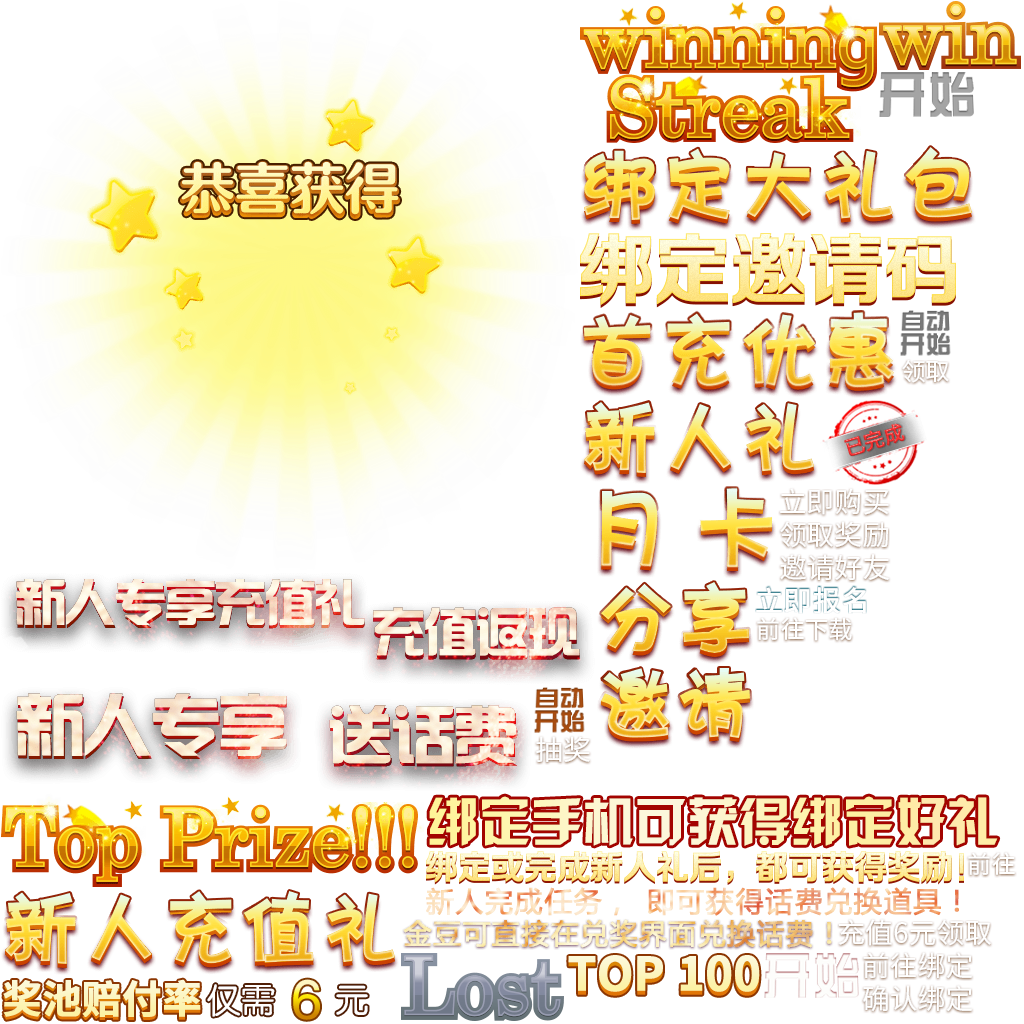 恭喜获得
winning
Streak
win
开始
绑定大礼包
绑定邀请码
首充优惠
自动
开始
领取
新人礼
已完成
月卡
立即购买
领取奖励
邀请好友
分享
立即报名
前往下载
邀请
新人专享充值礼
充值返现
新人专享
送话费
自动
开始
抽奖
Top Prize!!!
新人充值礼
奖池赔付率
仅需 6 元
绑定手机可获得绑定好礼
绑定或完成新人礼后，都可获得奖励!
前往
新人完成任务，即可获得话费兑换道具！
金豆可直接在兑奖界面兑换话费！
充值6元领取
Lost
TOP 100
开始
前往绑定
确认绑定